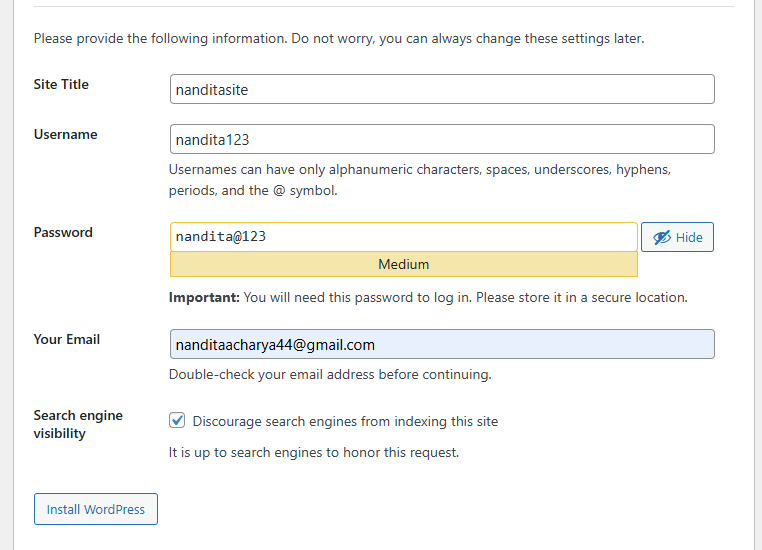 Please provide the following information. Do not worry, you can always change these settings later.
Site Title
nanditasite
Username
nandita123
Usernames can have only alphanumeric characters, spaces, underscores, hyphens,
periods, and the @ symbol.
Password
nandita@123
Hide
Medium
Important: You will need this password to log in. Please store it in a secure location.
Your Email
nanditaacharya44@gmail.com
Double-check your email address before continuing.
Search engine
visibility
Discourage search engines from indexing this site
It is up to search engines to honor this request.
Install WordPress